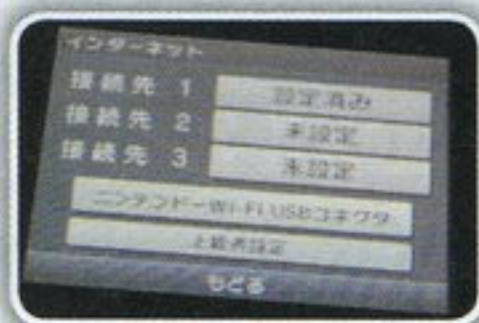 インターネット
接続先 1 設定済み
接続先 2 未設定
接続先 3 未設定
ニンテンドーWi-Fi USBコネクタ
上級者設定
もどる